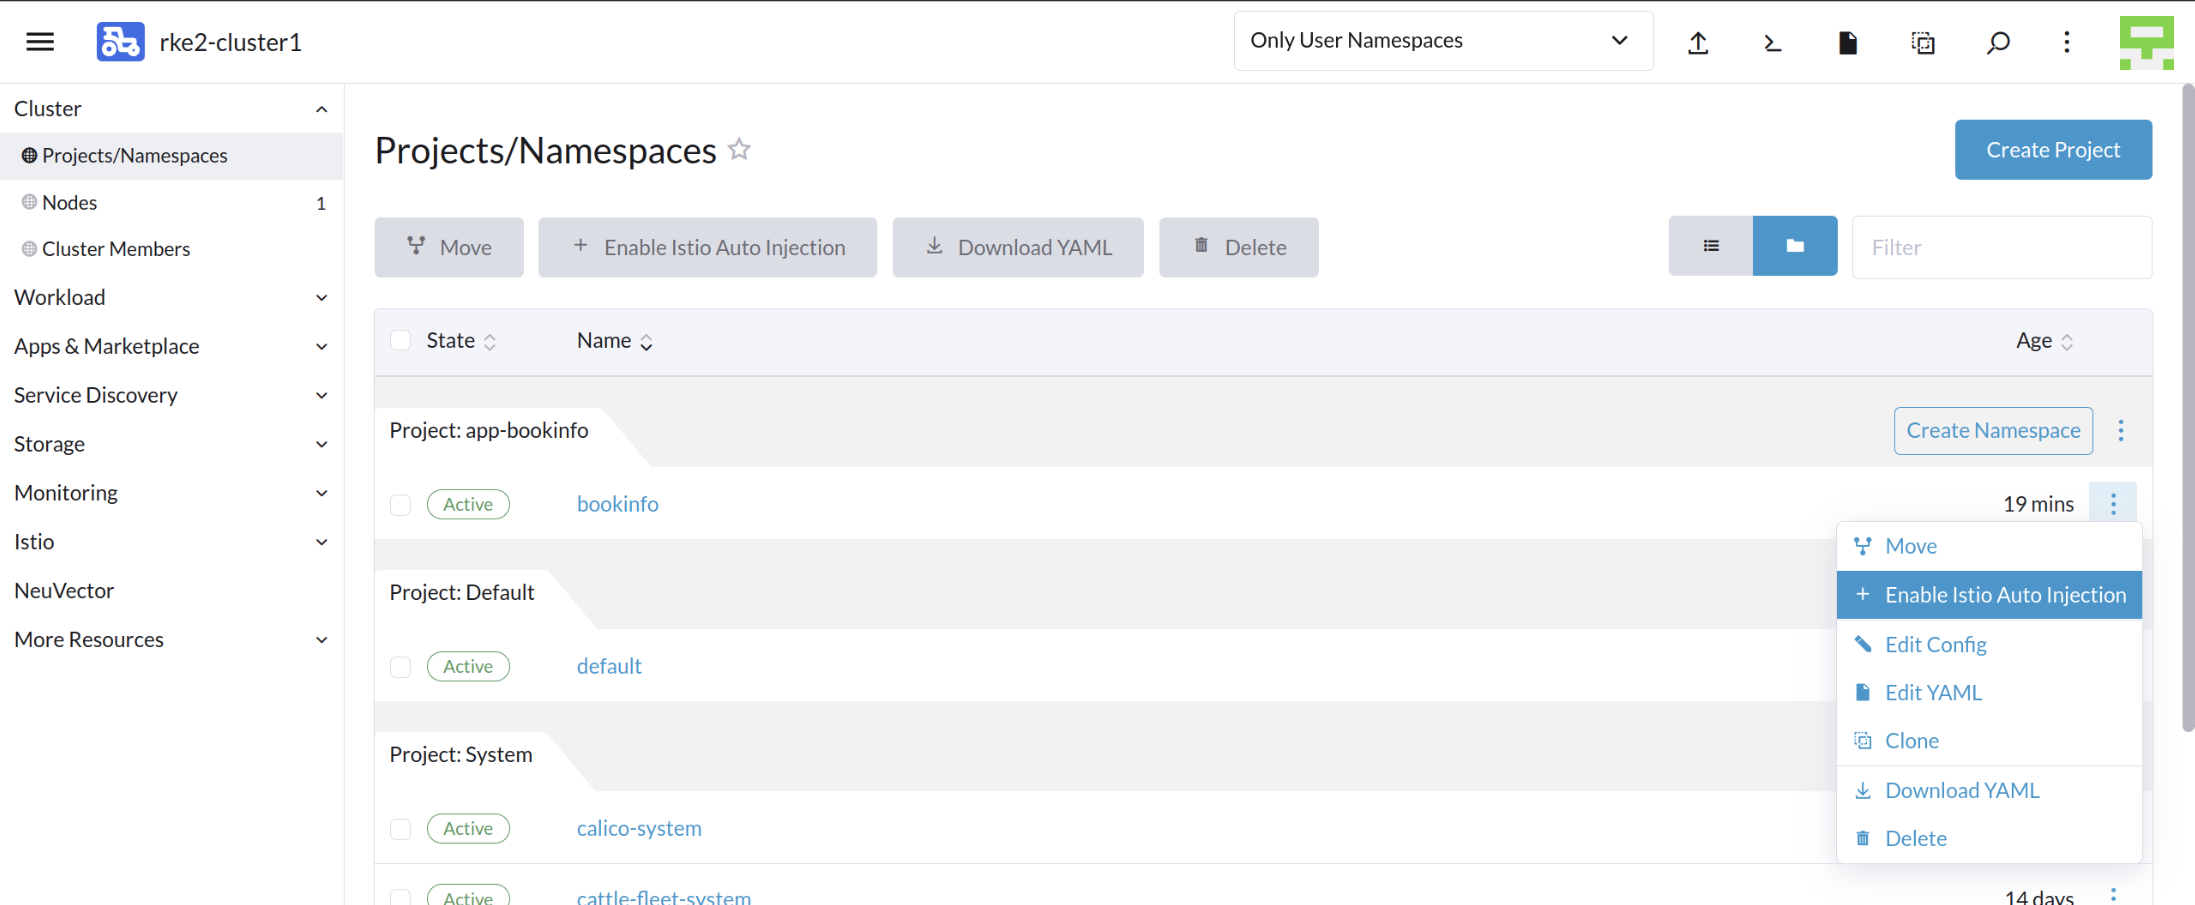 rke2-cluster1
Only User Namespaces
Cluster
Projects/Namespaces
Nodes 1
Cluster Members
Workload
Apps & Marketplace
Service Discovery
Storage
Monitoring
Istio
NeuVector
More Resources
Projects/Namespaces
Create Project
Move
Enable Istio Auto Injection
Download YAML
Delete
Filter
State Name Age
Project: app-bookinfo
Create Namespace
Active bookinfo 19 mins
Move
Enable Istio Auto Injection
Edit Config
Edit YAML
Clone
Download YAML
Delete
Project: Default
Active default
Project: System
Active calico-system
Active cattle-fleet-system 14 days